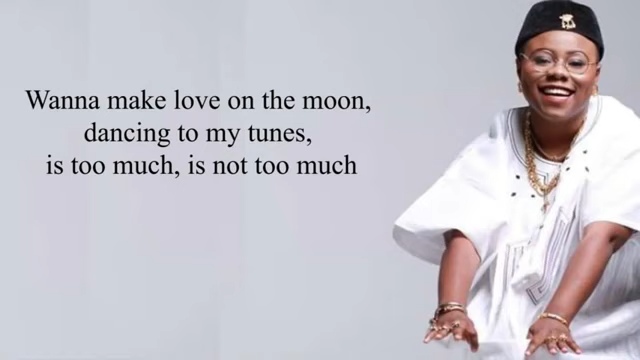 Wanna make love on the moon,
dancing to my tunes,
is too much, is not too much